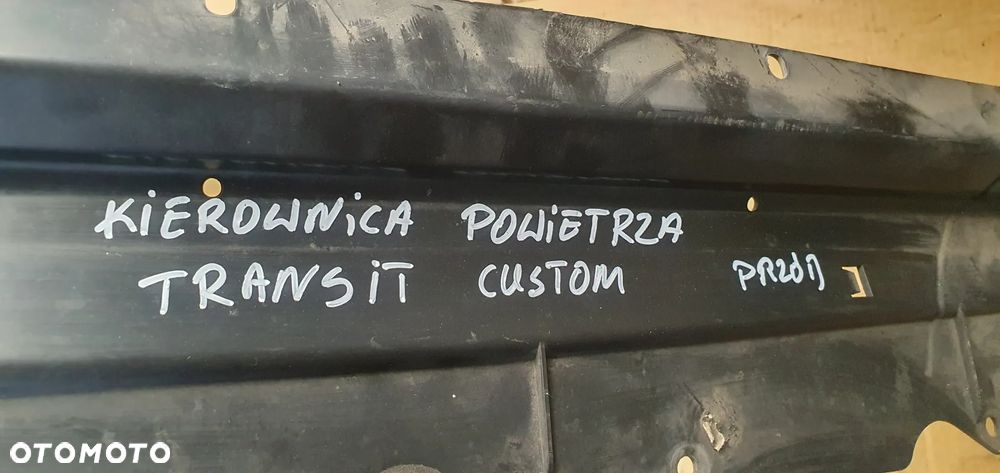 KIEROWNICA POWIETRZA
TRANSIT CUSTOM PRZÓD
OTOMOTO